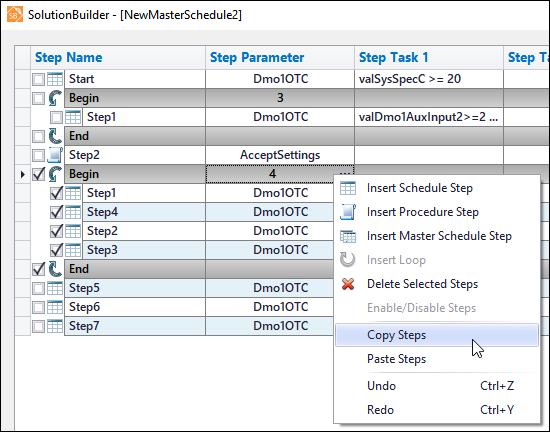 SolutionBuilder - [NewMasterSchedule2]
Step Name Step Parameter Step Task 1 Step Ta
Start Dmo1OTC valSysSpecC >= 20
Begin 3
Step1 Dmo1OTC valDmo1AuxInput2>=2 ...
End
Step2 AcceptSettings
Begin 4 ...
Step1 Dmo1OTC
Step4 Dmo1OTC
Step2 Dmo1OTC
Step3 Dmo1OTC
End
Step5 Dmo1OTC
Step6 Dmo1OTC
Step7 Dmo1OTC
Insert Schedule Step
Insert Procedure Step
Insert Master Schedule Step
Insert Loop
Delete Selected Steps
Enable/Disable Steps
Copy Steps
Paste Steps
Undo Ctrl+Z
Redo Ctrl+Y